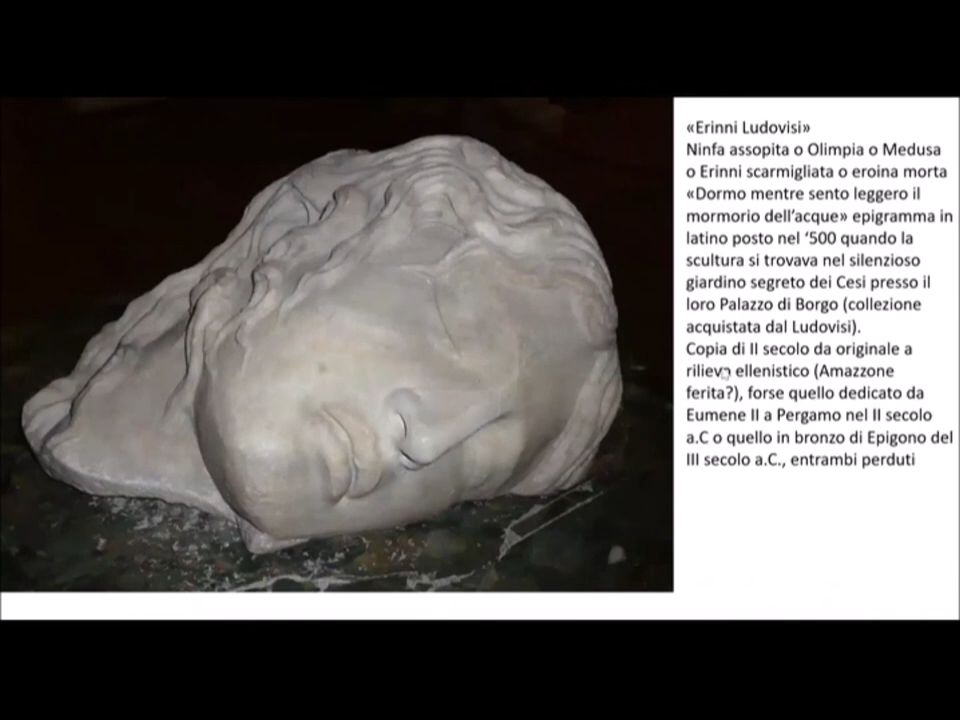 «Erinni Ludovisi»
Ninfa assopita o Olimpia o Medusa
o Erinni scarmigliata o eroina morta
«Dormo mentre sento leggero il
mormorio dell’acque» epigramma in
latino posto nel ‘500 quando la
scultura si trovava nel silenzioso
giardino segreto dei Cesi presso il
loro Palazzo di Borgo (collezione
acquistata dal Ludovisi).
Copia di II secolo da originale a
rilievo ellenistico (Amazzone
ferita?), forse quello dedicato da
Eumene II a Pergamo nel II secolo
a.C o quello in bronzo di Epigono del
III secolo a.C., entrambi perduti